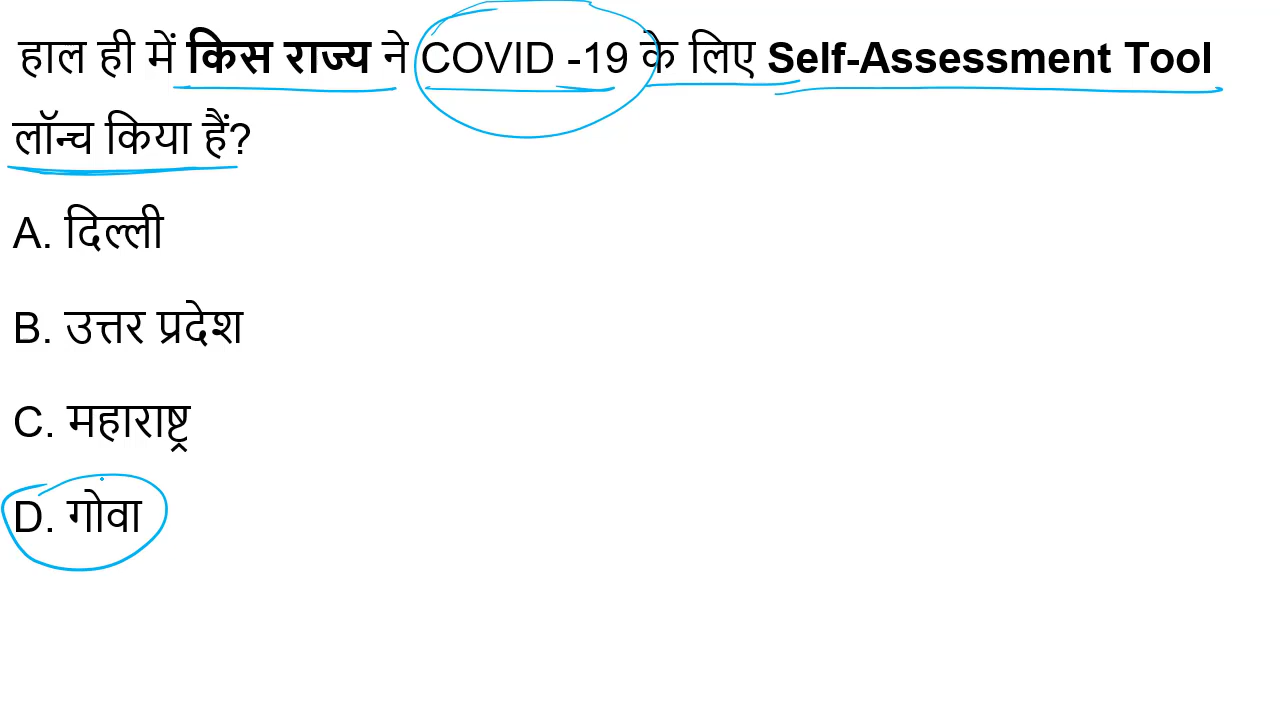 हाल ही में किस राज्य ने COVID -19 के लिए Self-Assessment Tool
लॉन्च किया हैं?
A. दिल्ली
B. उत्तर प्रदेश
C. महाराष्ट्र
D. गोवा